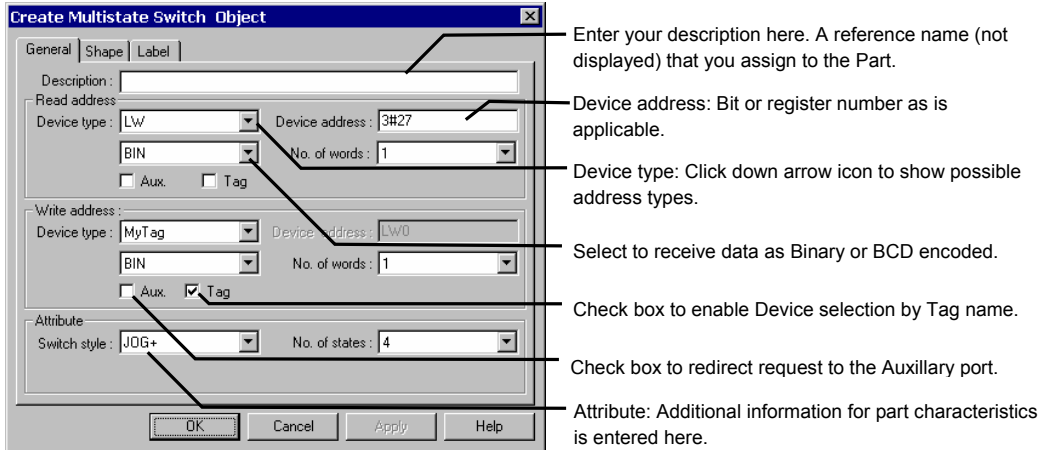 Create Multistate Switch Object
General Shape Label
Description :
Read address
Device type : LW Device address : 3#27
BIN No. of words : 1
Aux. Tag
Write address :
Device type : MyTag Device address : LW0
BIN No. of words : 1
Aux. Tag
Attribute
Switch style : JOG+ No. of states : 4
OK Cancel Apply Help
Enter your description here. A reference name (not
displayed) that you assign to the Part.
Device address: Bit or register number as is
applicable.
Device type: Click down arrow icon to show possible
address types.
Select to receive data as Binary or BCD encoded.
Check box to enable Device selection by Tag name.
Check box to redirect request to the Auxillary port.
Attribute: Additional information for part characteristics
is entered here.